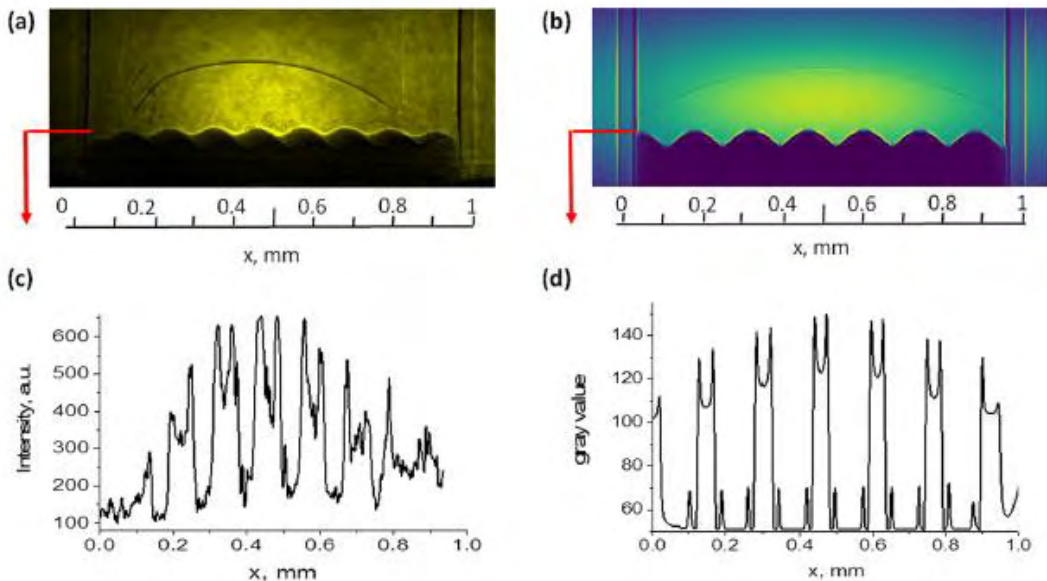 (a)
(b)
0 0.2 0.4 0.6 0.8 1
x, mm
0 0.2 0.4 0.6 0.8 1
x, mm
(c)
(d)
600
500
400
300
200
100
Intensity, a.u.
0.0 0.2 0.4 0.6 0.8 1.0
x, mm
140
120
100
80
60
gray value
0.0 0.2 0.4 0.6 0.8 1.0
x, mm